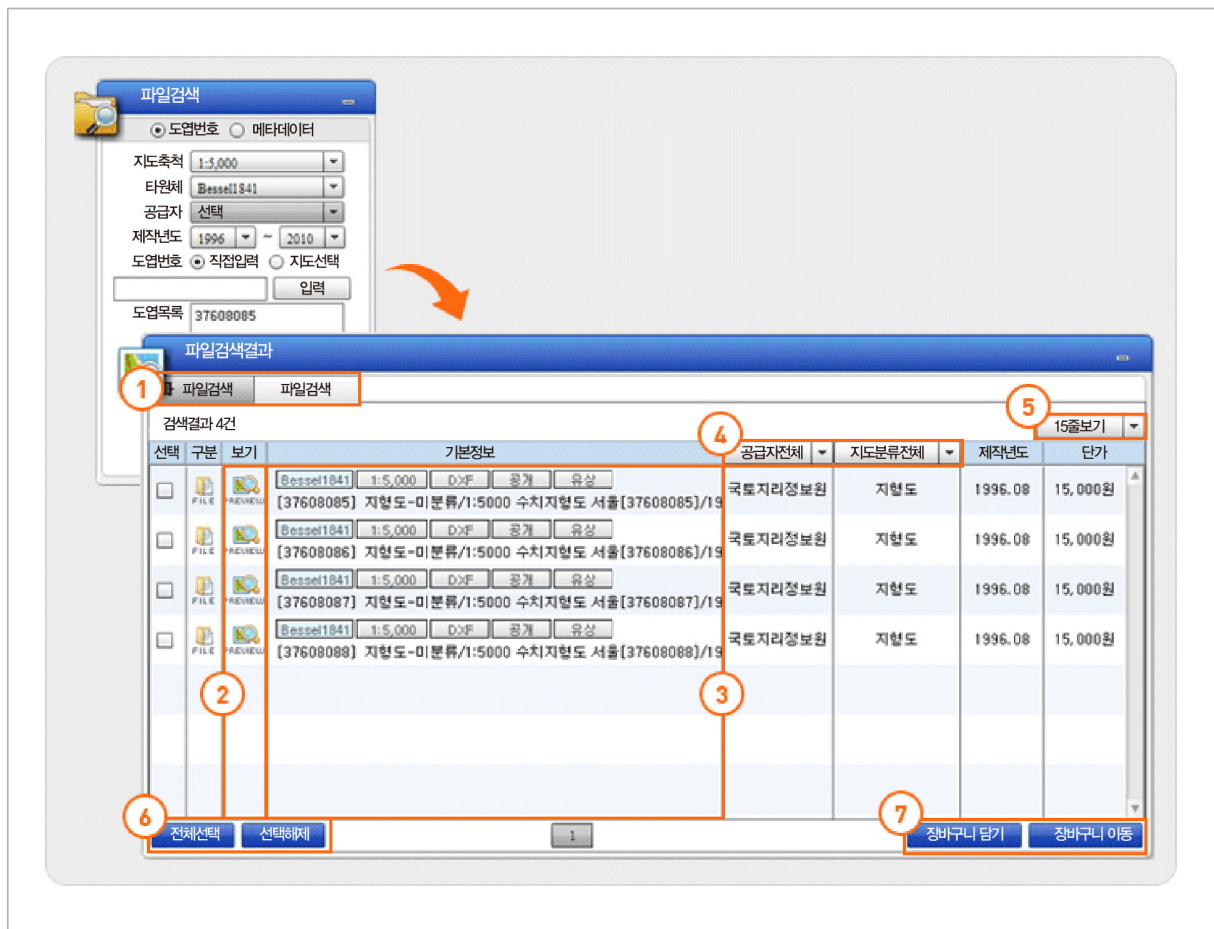 파일검색
도엽번호 메타데이터
지도축척 1:5,000
타원체 Bessel1841
공급자 선택
제작년도 1996 ~ 2010
도엽번호 직접입력 지도선택
입력
도엽목록 37608085
파일검색결과
1 파일검색 파일검색
검색결과 4건
5 15줄보기
4
선택 구분 보기 기본정보 공급자전체 지도분류전체 제작년도 단가
Bessel1841 1:5,000 DXF 공개 유상
FILE PREVIEW [37608085] 지형도-미분류/1:5000 수치지형도 서울[37608085]/19 국토지리정보원 지형도 1996.08 15,000원
Bessel1841 1:5,000 DXF 공개 유상
FILE PREVIEW [37608086] 지형도-미분류/1:5000 수치지형도 서울[37608086]/19 국토지리정보원 지형도 1996.08 15,000원
Bessel1841 1:5,000 DXF 공개 유상
FILE PREVIEW [37608087] 지형도-미분류/1:5000 수치지형도 서울[37608087]/19 국토지리정보원 지형도 1996.08 15,000원
Bessel1841 1:5,000 DXF 공개 유상
FILE PREVIEW [37608088] 지형도-미분류/1:5000 수치지형도 서울[37608088]/19 국토지리정보원 지형도 1996.08 15,000원
2 3
6 7
전체선택 선택해제 1 장바구니 담기 장바구니 이동